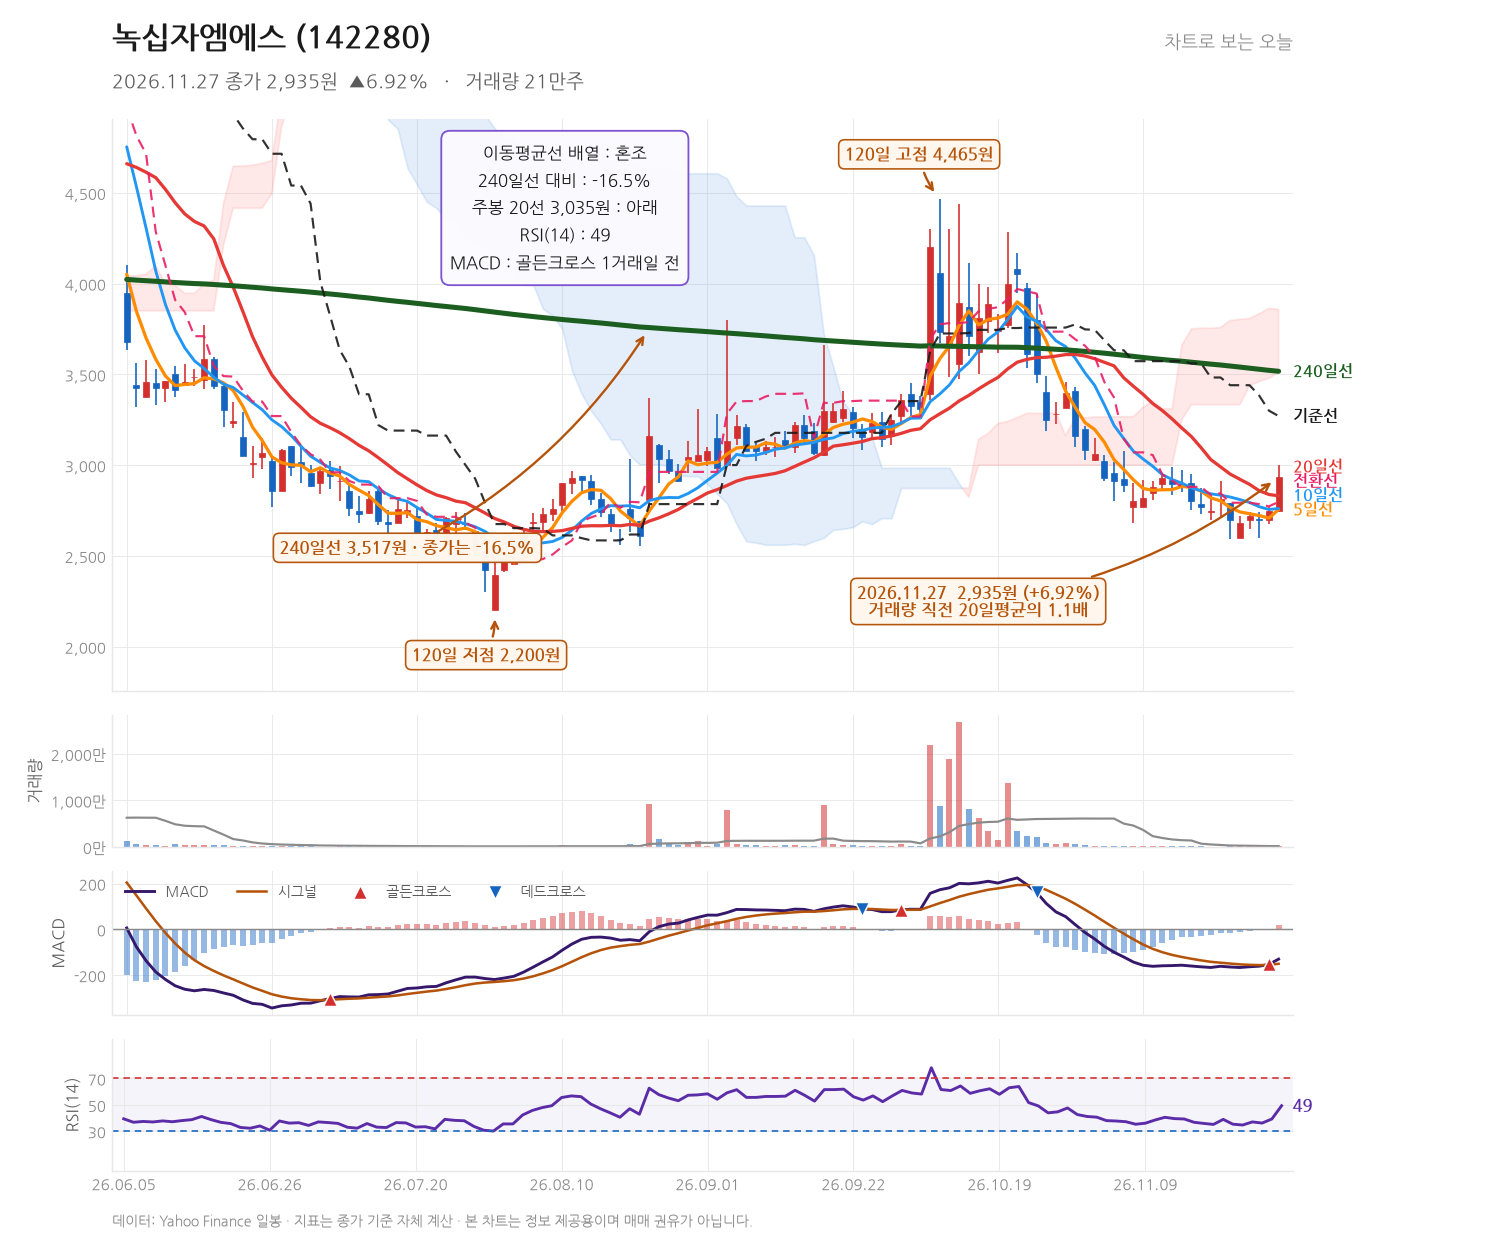 녹십자엠에스 (142280)
차트로 보는 오늘
2026.11.27 종가 2,935원 ▲6.92% · 거래량 21만주
이동평균선 배열 : 혼조
240일선 대비 : -16.5%
주봉 20선 3,035원 : 아래
RSI(14) : 49
MACD : 골든크로스 1거래일 전
120일 고점 4,465원
4,500
4,000
3,500
3,000
2,500
2,000
240일선
기준선
20일선
전환선
10일선
5일선
240일선 3,517원 · 종가는 -16.5%
2026.11.27 2,935원 (+6.92%)
거래량 직전 20일평균의 1.1배
120일 저점 2,200원
거래량
2,000만
1,000만
0만
MACD
200
0
-200
MACD 시그널 골든크로스 데드크로스
RSI(14)
70
50
30
49
26.06.05 26.06.26 26.07.20 26.08.10 26.09.01 26.09.22 26.10.19 26.11.09
데이터: Yahoo Finance 일봉 · 지표는 종가 기준 자체 계산 · 본 차트는 정보 제공용이며 매매 권유가 아닙니다.